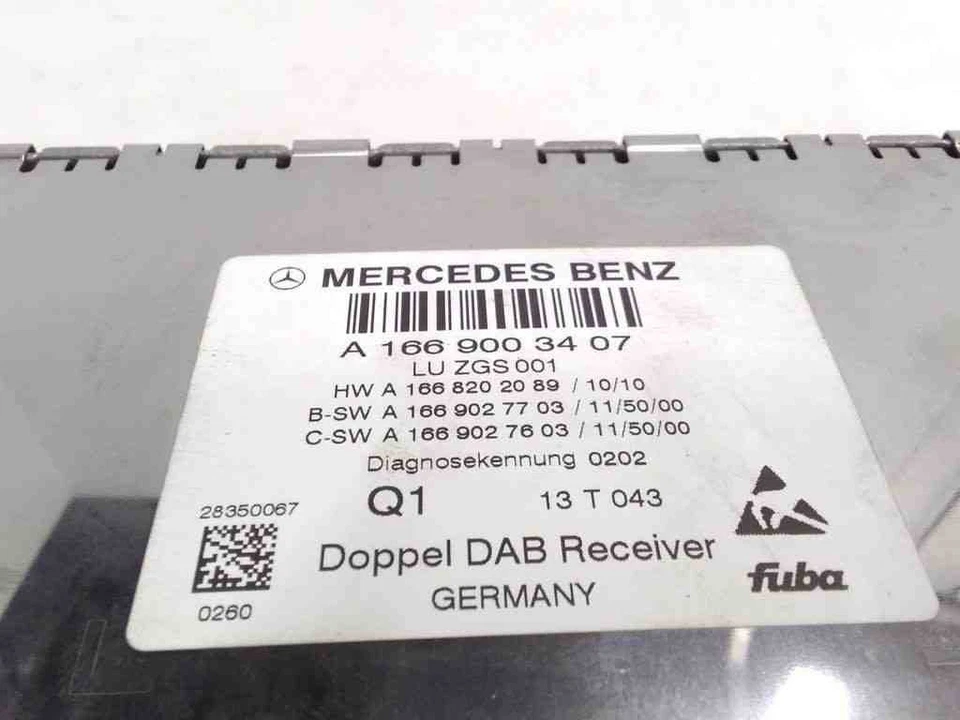 MERCEDES BENZ
A 166 900 34 07
LU ZGS 001
HW A 166 820 20 89 / 10/10
B-SW A 166 902 77 03 / 11/50/00
C-SW A 166 902 76 03 / 11/50/00
Diagnosekennung 0202
Q1 13 T 043
28350067
0260
Doppel DAB Receiver
GERMANY
fuba